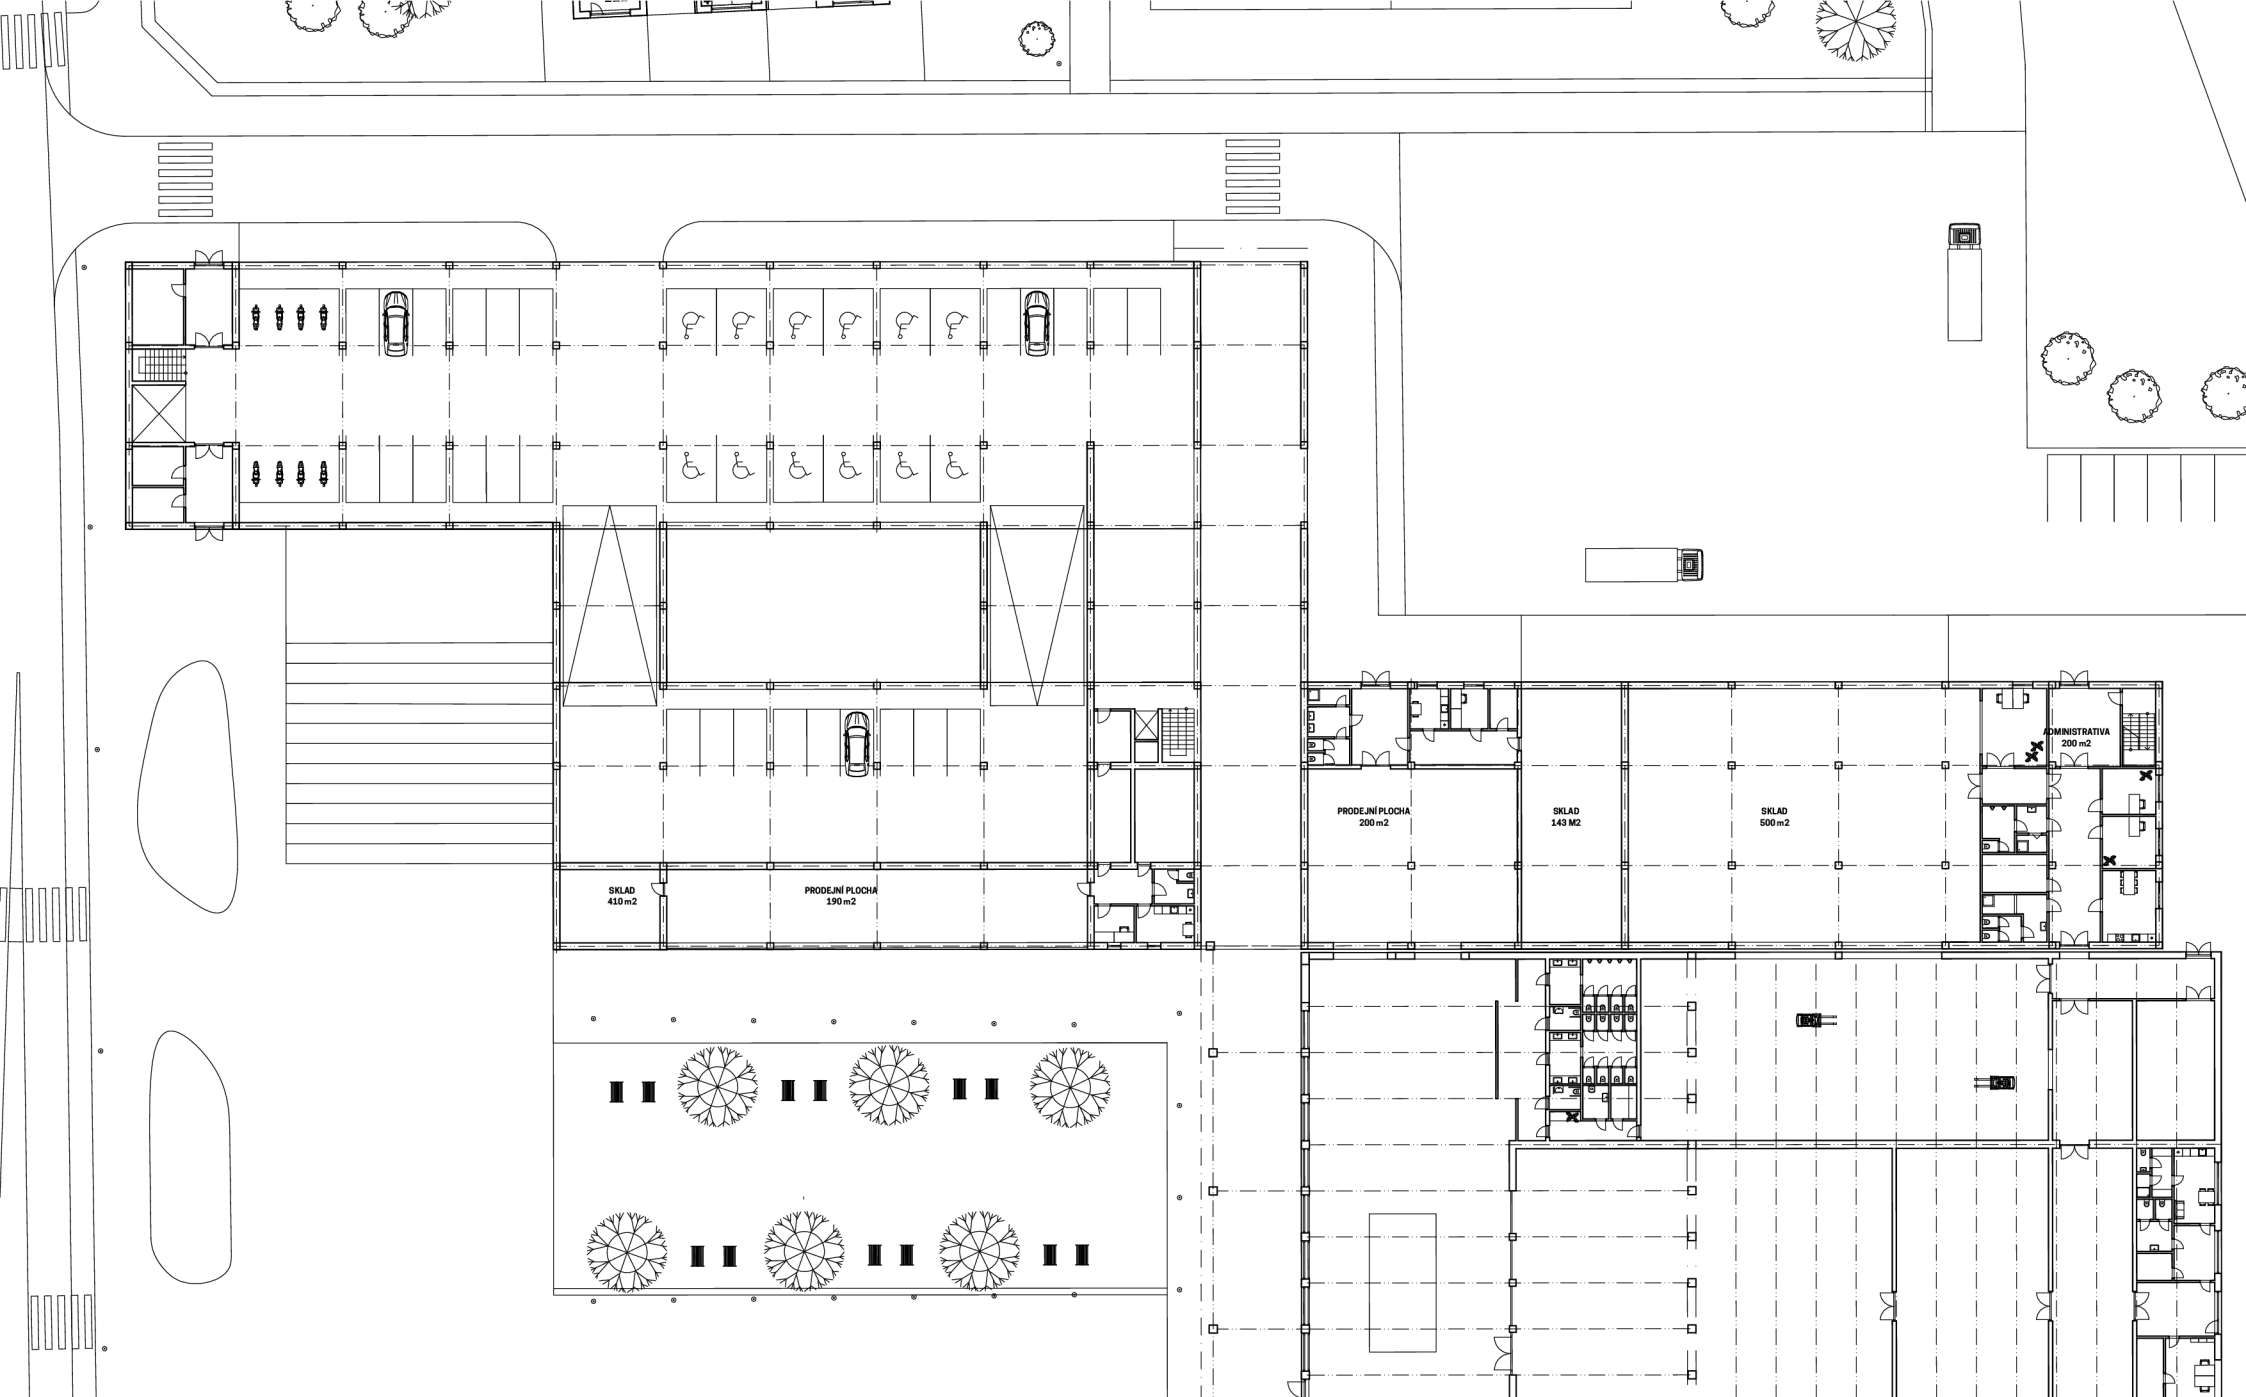 ADMINISTRATIVA
200 m2
PRODEJNÍ PLOCHA
200 m2
SKLAD
143 M2
SKLAD
500 m2
SKLAD
410 m2
PRODEJNÍ PLOCHA
190 m2